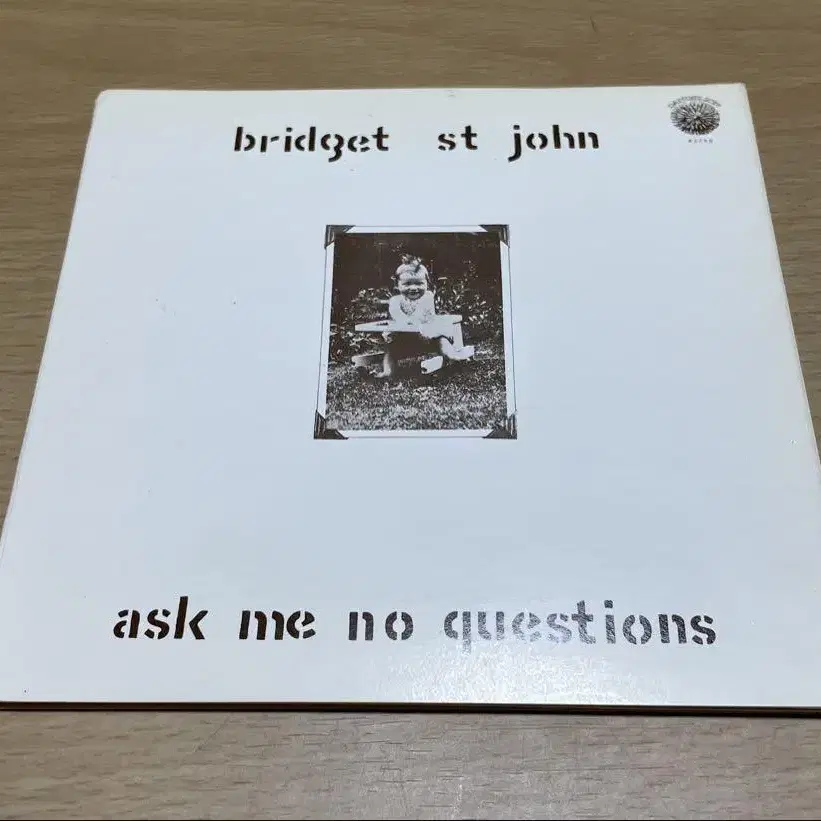 bridget st john
ask me no questions